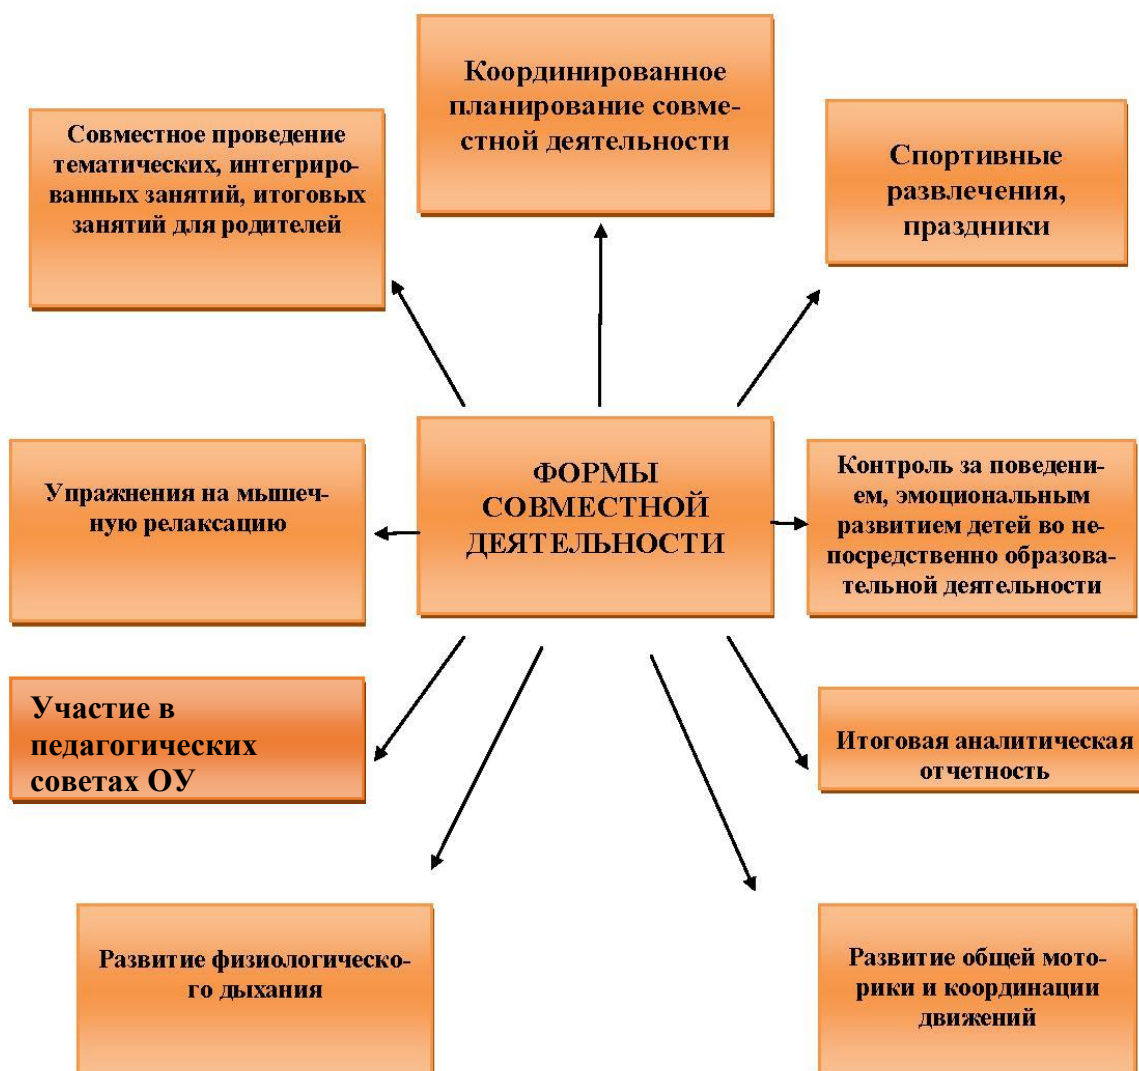 Координированное
планирование совме-
стной деятельности
Совместное проведение
тематических, интегриро-
ванных занятий, итоговых
занятий для родителей
Спортивные
развлечения,
праздники
Упражнения на мышеч-
ную релаксацию
ФОРМЫ
СОВМЕСТНОЙ
ДЕЯТЕЛЬНОСТИ
Контроль за поведени-
ем, эмоциональным
развитием детей во не-
посредственно образова-
тельной деятельности
Участие в
педагогических
советах ОУ
Итоговая аналитическая
отчетность
Развитие физиологическо-
го дыхания
Развитие общей мото-
рики и координации
движений